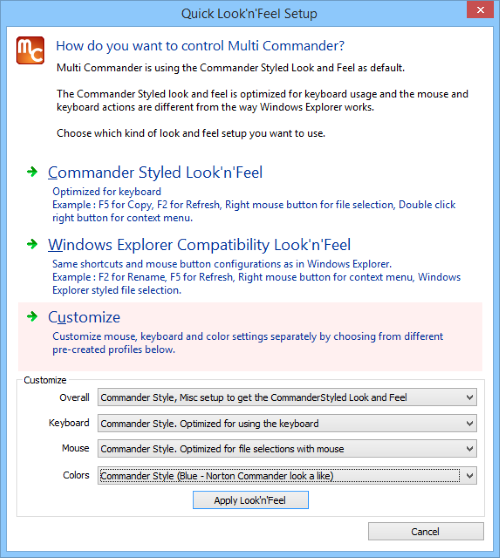 Quick Look'n'Feel Setup
MC
How do you want to control Multi Commander?
Multi Commander is using the Commander Styled Look and Feel as default.
The Commander Styled look and feel is optimized for keyboard usage and the mouse and
keyboard actions are different from the way Windows Explorer works.
Choose which kind of look and feel setup you want to use.
Commander Styled Look'n'Feel
Optimized for keyboard
Example : F5 for Copy, F2 for Refresh, Right mouse button for file selection, Double click
right button for context menu.
Windows Explorer Compatibility Look'n'Feel
Same shortcuts and mouse button configurations as in Windows Explorer.
Example : F2 for Rename, F5 for Refresh, Right mouse button for context menu, Windows
Explorer styled file selection.
Customize
Customize mouse, keyboard and color settings separately by choosing from different
pre-created profiles below.
Customize
Overall Commander Style, Misc setup to get the CommanderStyled Look and Feel
Keyboard Commander Style. Optimized for using the keyboard
Mouse Commander Style. Optimized for file selections with mouse
Colors Commander Style (Blue - Norton Commander look a like)
Apply Look'n'Feel
Cancel